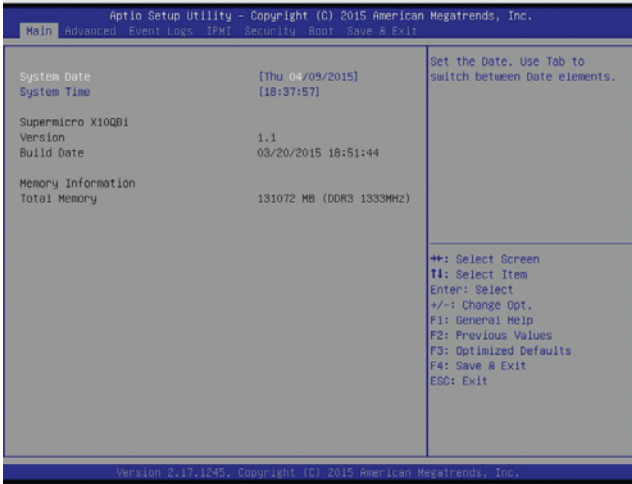 Aptio Setup Utility – Copyright (C) 2015 American Megatrends, Inc.
Main Advanced Event Logs IPMI Security Boot Save & Exit
System Date [Thu 04/09/2015]
System Time [18:37:57]
Supermicro X10QBi
Version 1.1
Build Date 03/20/2015 18:51:44
Memory Information
Total Memory 131072 MB (DDR3 1333MHz)
Set the Date. Use Tab to
switch between Date elements.
→←: Select Screen
↑↓: Select Item
Enter: Select
+/-: Change Opt.
F1: General Help
F2: Previous Values
F3: Optimized Defaults
F4: Save & Exit
ESC: Exit
Version 2.17.1245. Copyright (C) 2015 American Megatrends, Inc.